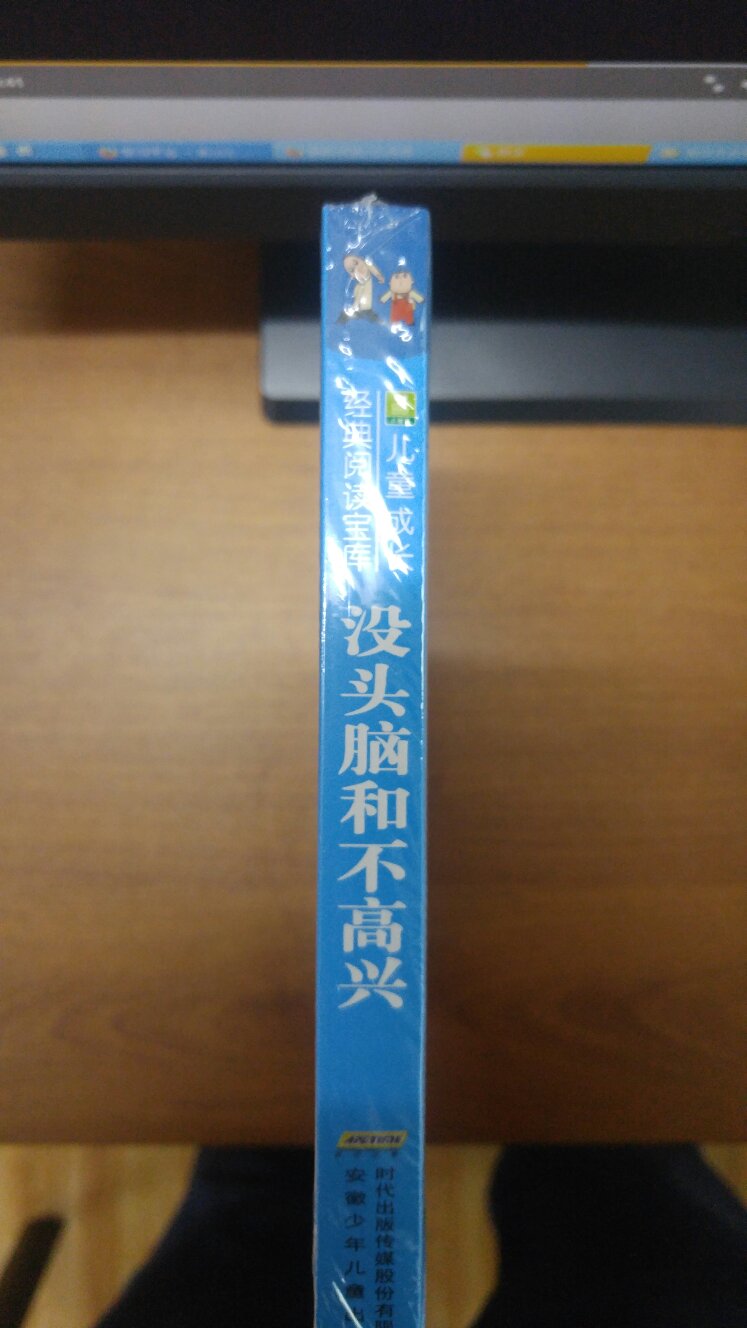 儿童成长
经典阅读宝库
没头脑和不高兴
时代出版传媒股份有限
安徽少年儿童出